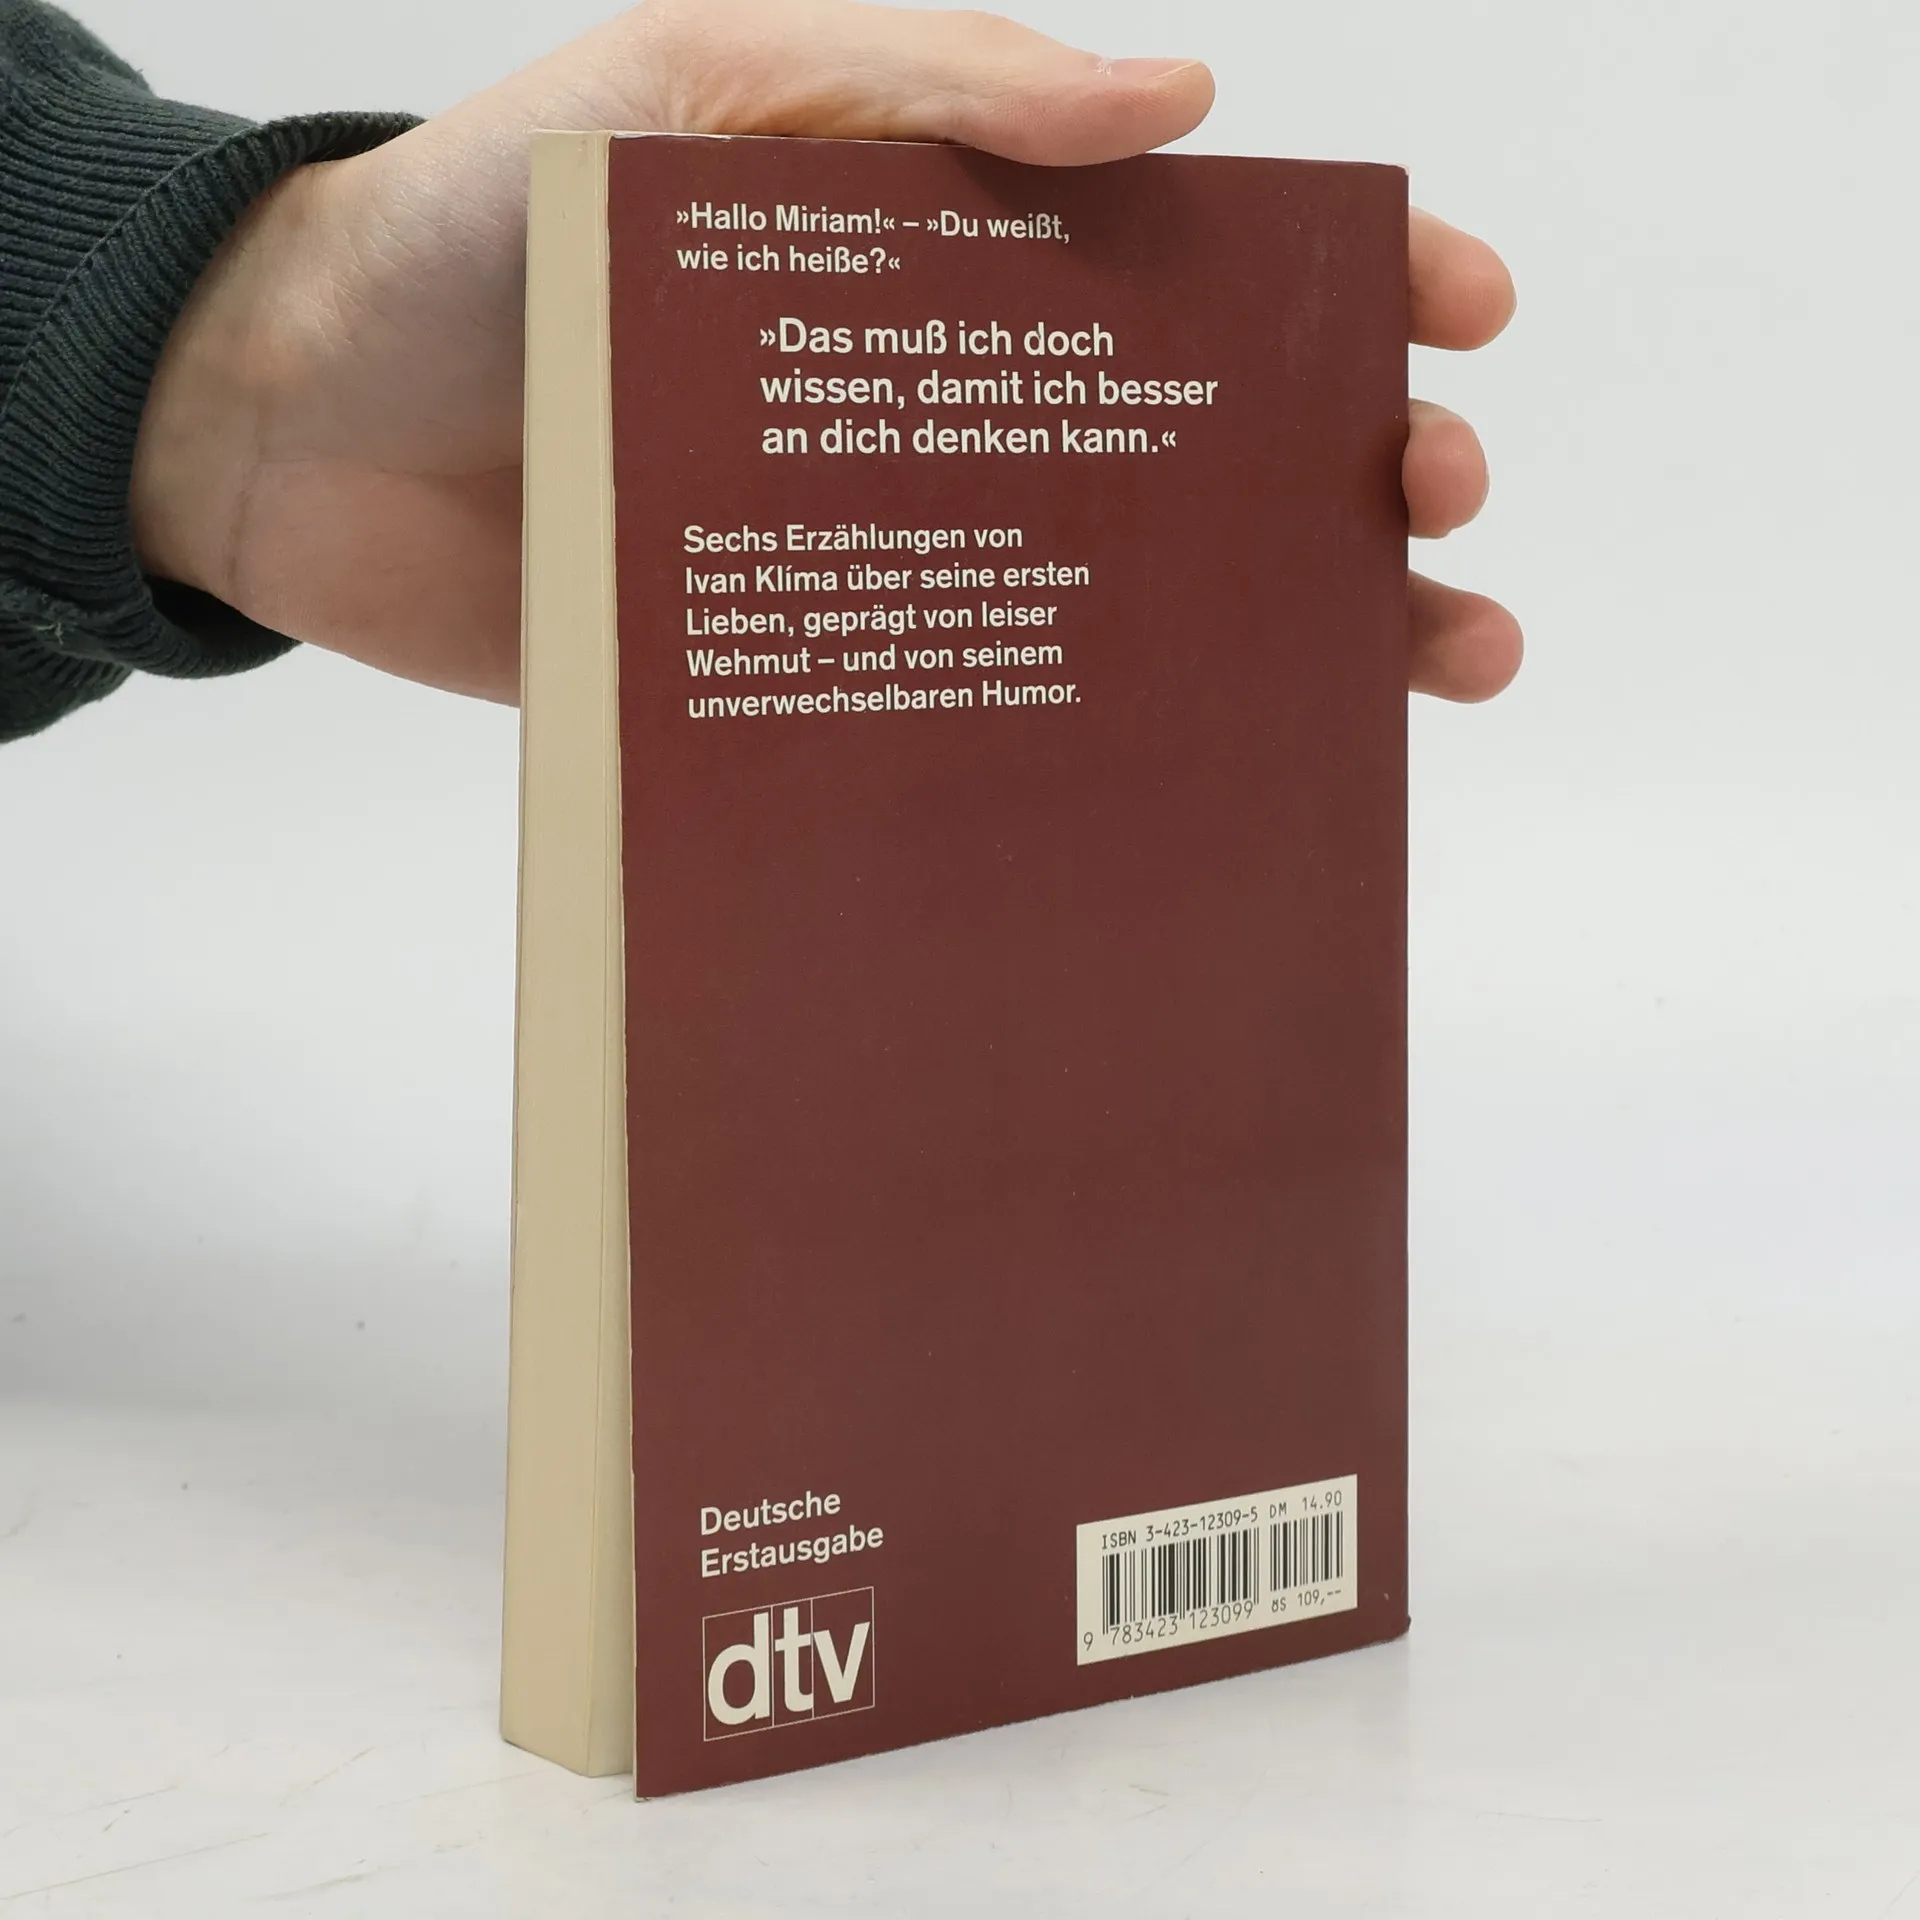 »Hallo Miriam!« – »Du weißt,
wie ich heiße?«
»Das muß ich doch
wissen, damit ich besser
an dich denken kann.«
Sechs Erzählungen von
Ivan Klíma über seine ersten
Lieben, geprägt von leiser
Wehmut – und von seinem
unverwechselbaren Humor.
Deutsche
Erstausgabe
dtv
ISBN 3-423-12309-5 DM 14.90
9 783423 123099 öS 109,--